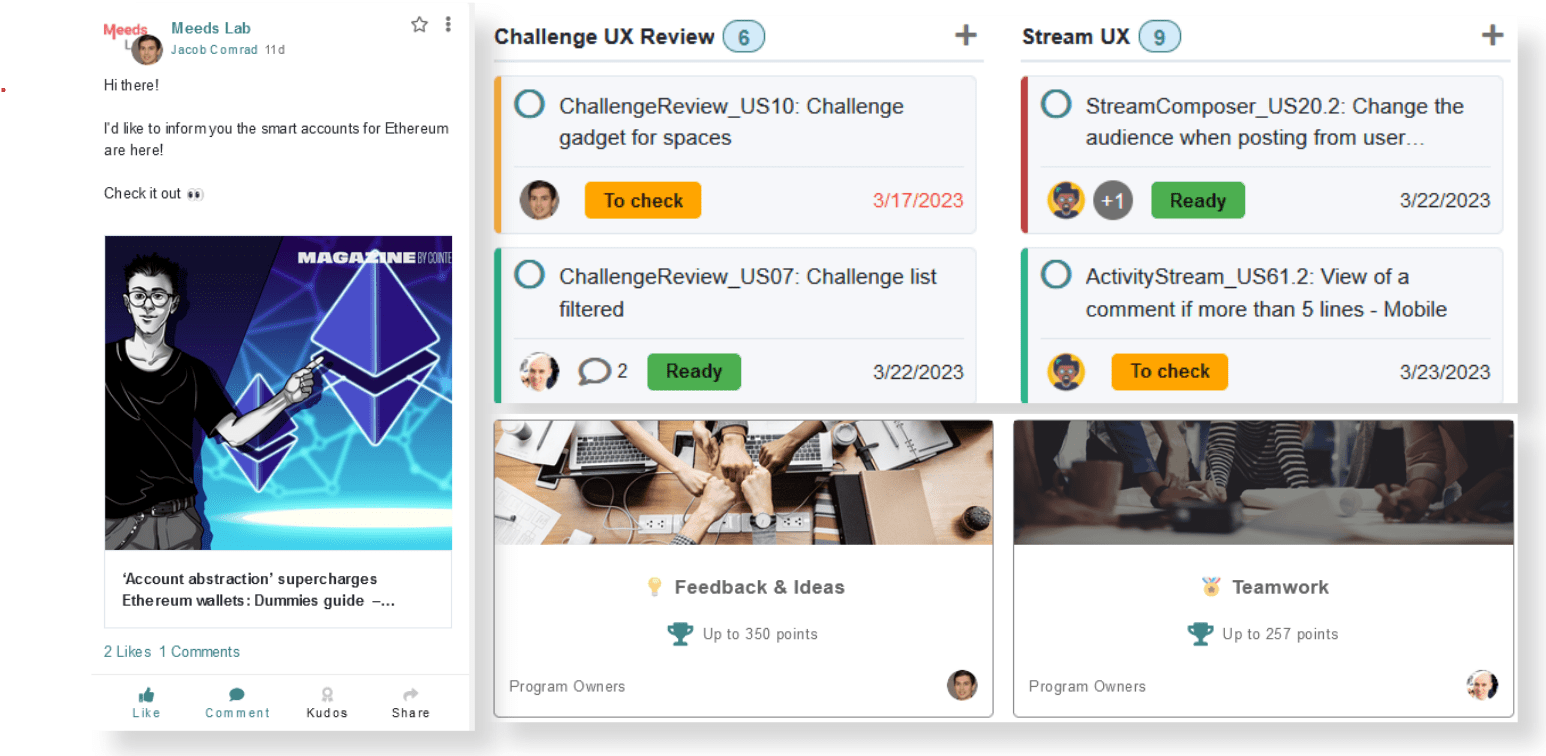 Meeds
L
Meeds Lab
Jacob Comrad 11d
Hi there!
I'd like to inform you the smart accounts for Ethereum
are here!
Check it out 👀
MAGAZINE BY COINTE
‘Account abstraction’ supercharges
Ethereum wallets: Dummies guide –...
2 Likes 1 Comments
Like Comment Kudos Share
Challenge UX Review 6
ChallengeReview_US10: Challenge
gadget for spaces
To check 3/17/2023
ChallengeReview_US07: Challenge list
filtered
2 Ready 3/22/2023
Stream UX 9
StreamComposer_US20.2: Change the
audience when posting from user...
+1 Ready 3/22/2023
ActivityStream_US61.2: View of a
comment if more than 5 lines - Mobile
To check 3/23/2023
Feedback & Ideas
Up to 350 points
Program Owners
Teamwork
Up to 257 points
Program Owners